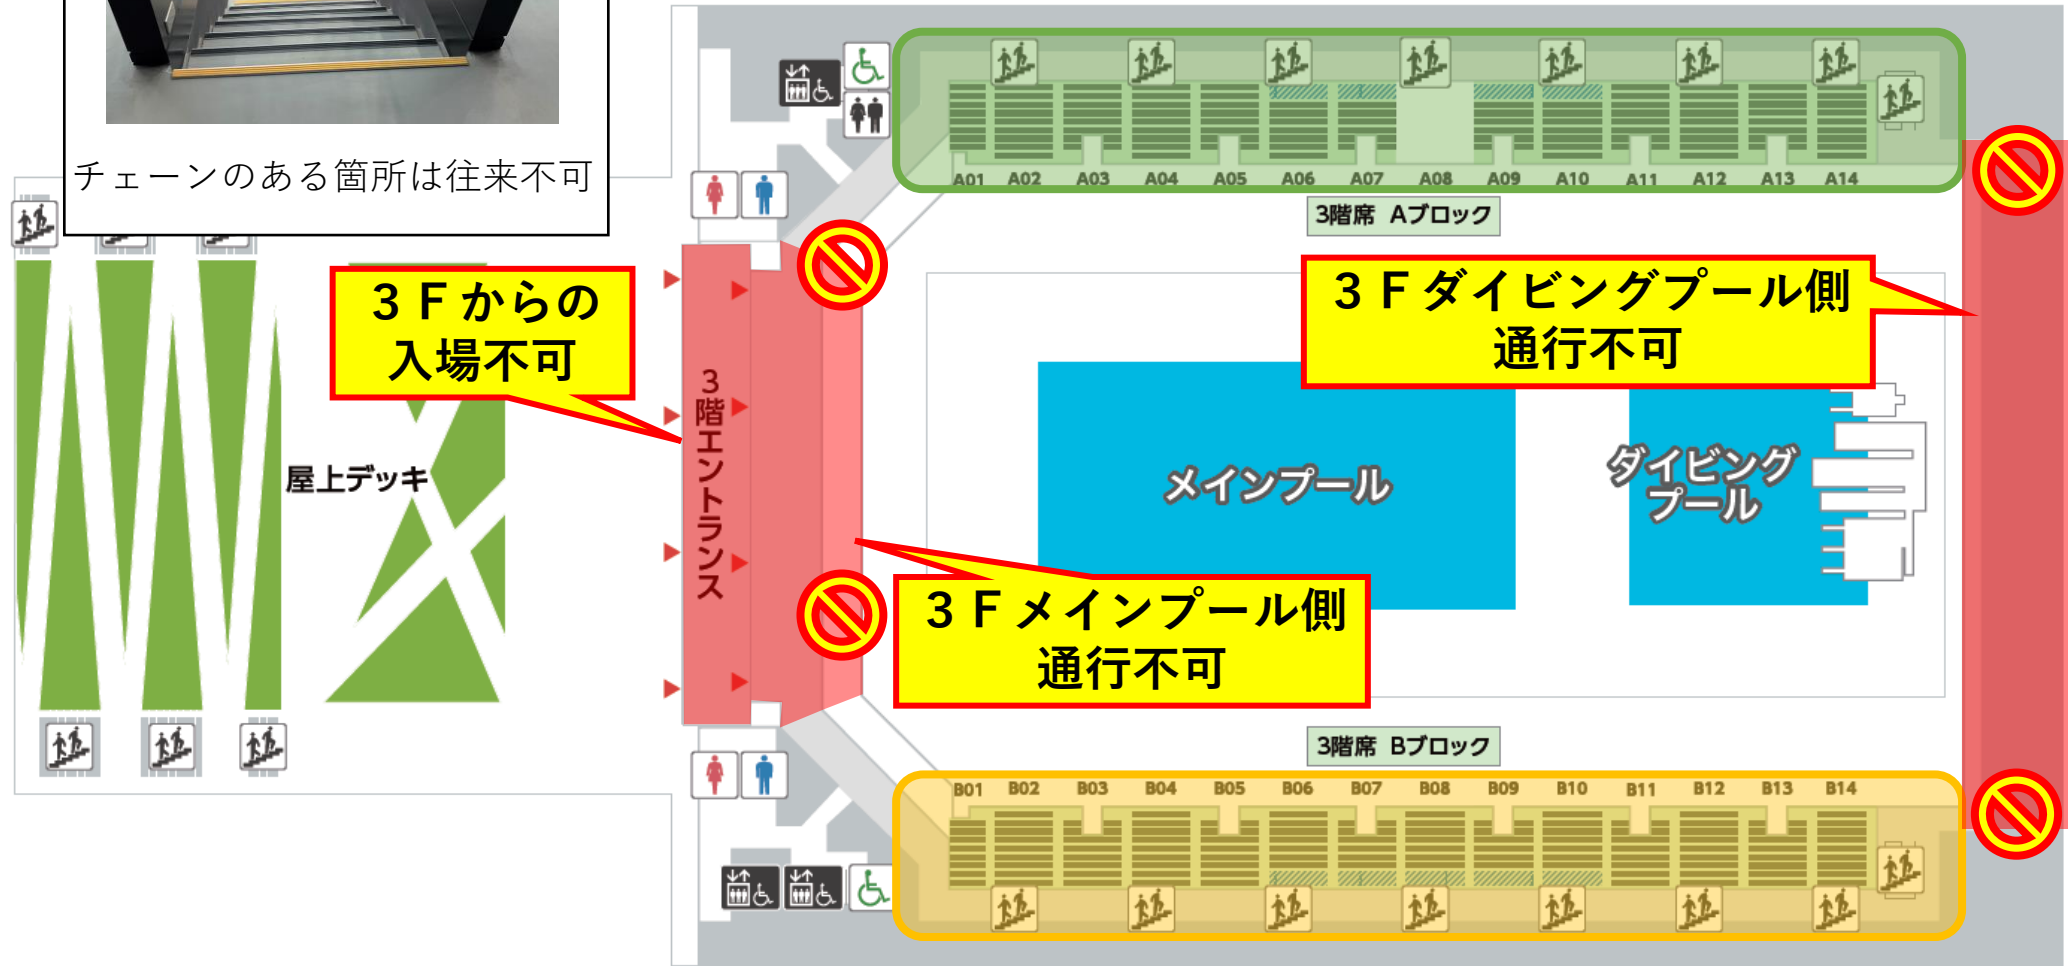 チェーンのある箇所は往来不可
A01 A02 A03 A04 A05 A06 A07 A08 A09 A10 A11 A12 A13 A14
3階席 Aブロック
３Ｆからの
入場不可
３Ｆダイビングプール側
通行不可
3階エントランス
屋上デッキ
メインプール
ダイビング
プール
３Ｆメインプール側
通行不可
3階席 Bブロック
B01 B02 B03 B04 B05 B06 B07 B08 B09 B10 B11 B12 B13 B14